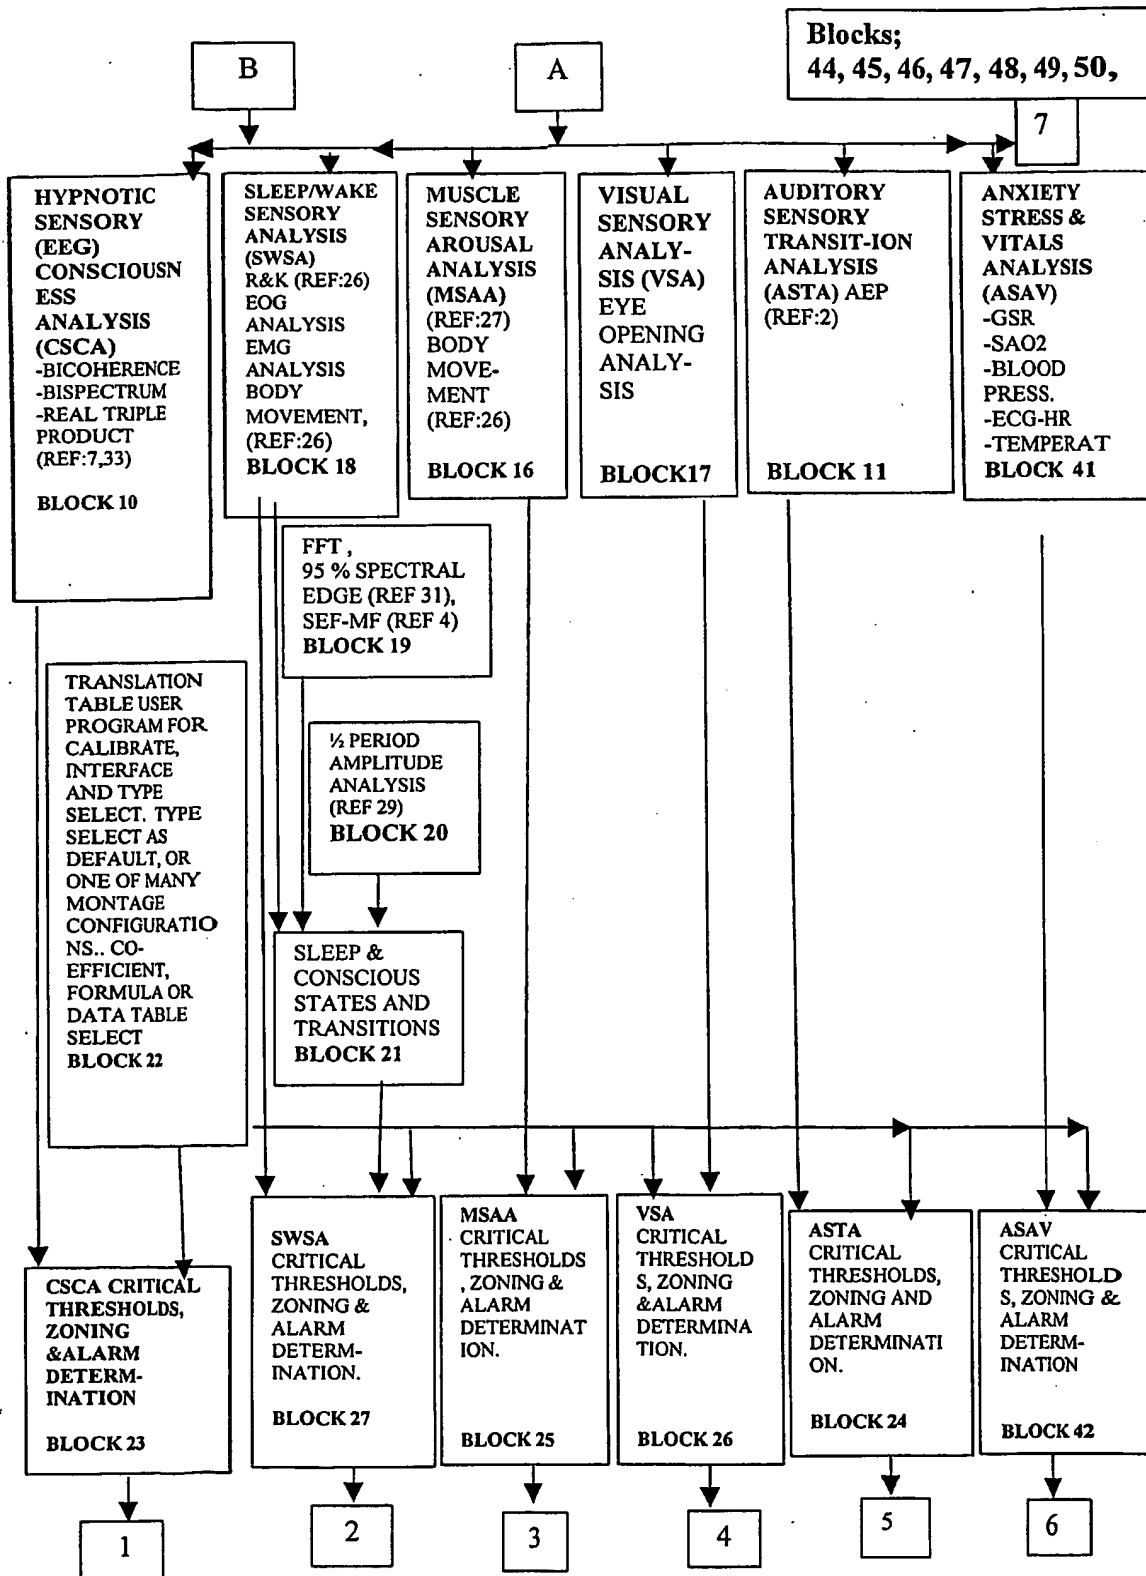 B
A
Blocks;
44, 45, 46, 47, 48, 49, 50,
7
HYPNOTIC
SENSORY
(EEG)
CONSCIOUSN
ESS
ANALYSIS
(CSCA)
-BICOHERENCE
-BISPECTRUM
-REAL TRIPLE
PRODUCT
(REF:7,33)
BLOCK 10
SLEEP/WAKE
SENSORY
ANALYSIS
(SWSA)
R&K (REF:26)
EOG
ANALYSIS
EMG
ANALYSIS
BODY
MOVEMENT,
(REF:26)
BLOCK 18
MUSCLE
SENSORY
AROUSAL
ANALYSIS
(MSAA)
(REF:27)
BODY
MOVE-
MENT
(REF:26)
BLOCK 16
VISUAL
SENSORY
ANALY-
SIS (VSA)
EYE
OPENING
ANALY-
SIS
BLOCK17
AUDITORY
SENSORY
TRANSIT-ION
ANALYSIS
(ASTA) AEP
(REF:2)
BLOCK 11
ANXIETY
STRESS &
VITALS
ANALYSIS
(ASAV)
-GSR
-SAO2
-BLOOD
PRESS.
-ECG-HR
-TEMPERAT
BLOCK 41
FFT ,
95 % SPECTRAL
EDGE (REF 31),
SEF-MF (REF 4)
BLOCK 19
TRANSLATION
TABLE USER
PROGRAM FOR
CALIBRATE,
INTERFACE
AND TYPE
SELECT. TYPE
SELECT AS
DEFAULT, OR
ONE OF MANY
MONTAGE
CONFIGURATIO
NS.. CO-
EFFICIENT,
FORMULA OR
DATA TABLE
SELECT
BLOCK 22
½ PERIOD
AMPLITUDE
ANALYSIS
(REF 29)
BLOCK 20
SLEEP &
CONSCIOUS
STATES AND
TRANSITIONS
BLOCK 21
CSCA CRITICAL
THRESHOLDS,
ZONING
&ALARM
DETERM-
INATION
BLOCK 23
SWSA
CRITICAL
THRESHOLDS,
ZONING &
ALARM
DETERM-
INATION.
BLOCK 27
MSAA
CRITICAL
THRESHOLDS
, ZONING &
ALARM
DETERMINAT
ION.
BLOCK 25
VSA
CRITICAL
THRESHOLD
S, ZONING
&ALARM
DETERMINA
TION.
BLOCK 26
ASTA
CRITICAL
THRESHOLDS,
ZONING AND
ALARM
DETERMINATI
ON.
BLOCK 24
ASAV
CRITICAL
THRESHOLD
S, ZONING &
ALARM
DETERM-
INATION
BLOCK 42
1
2
3
4
5
6